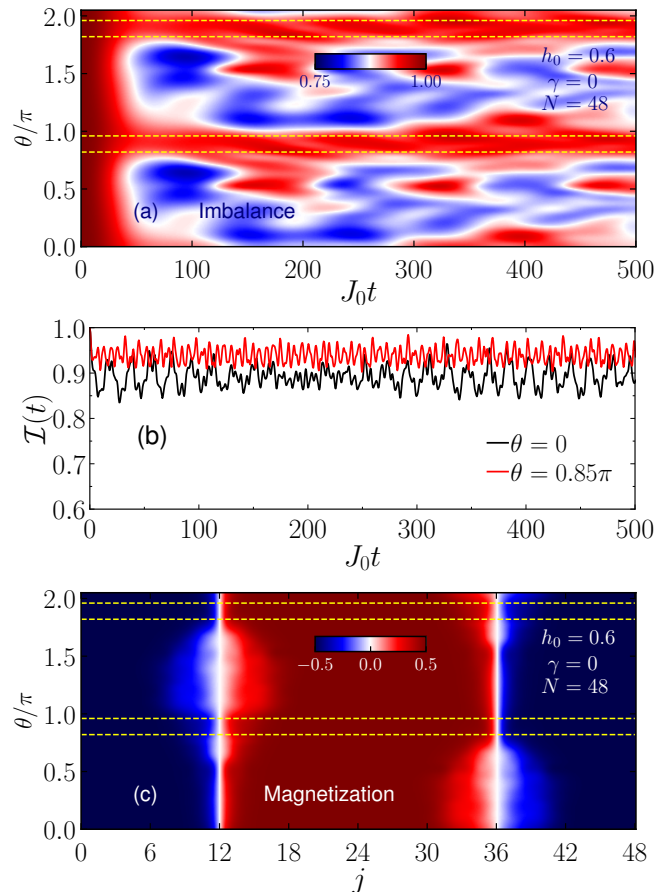 2.0
1.5
1.0
0.5
0.0
θ/π
0.75
1.00
h₀ = 0.6
γ = 0
N = 48
(a)
Imbalance
0
100
200
300
400
500
J₀t
1.0
0.9
0.8
0.7
0.6
𝓘(t)
(b)
θ = 0
θ = 0.85π
0
100
200
300
400
500
J₀t
2.0
1.5
1.0
0.5
0.0
θ/π
−0.5
0.0
0.5
h₀ = 0.6
γ = 0
N = 48
(c)
Magnetization
0
6
12
18
24
30
36
42
48
j